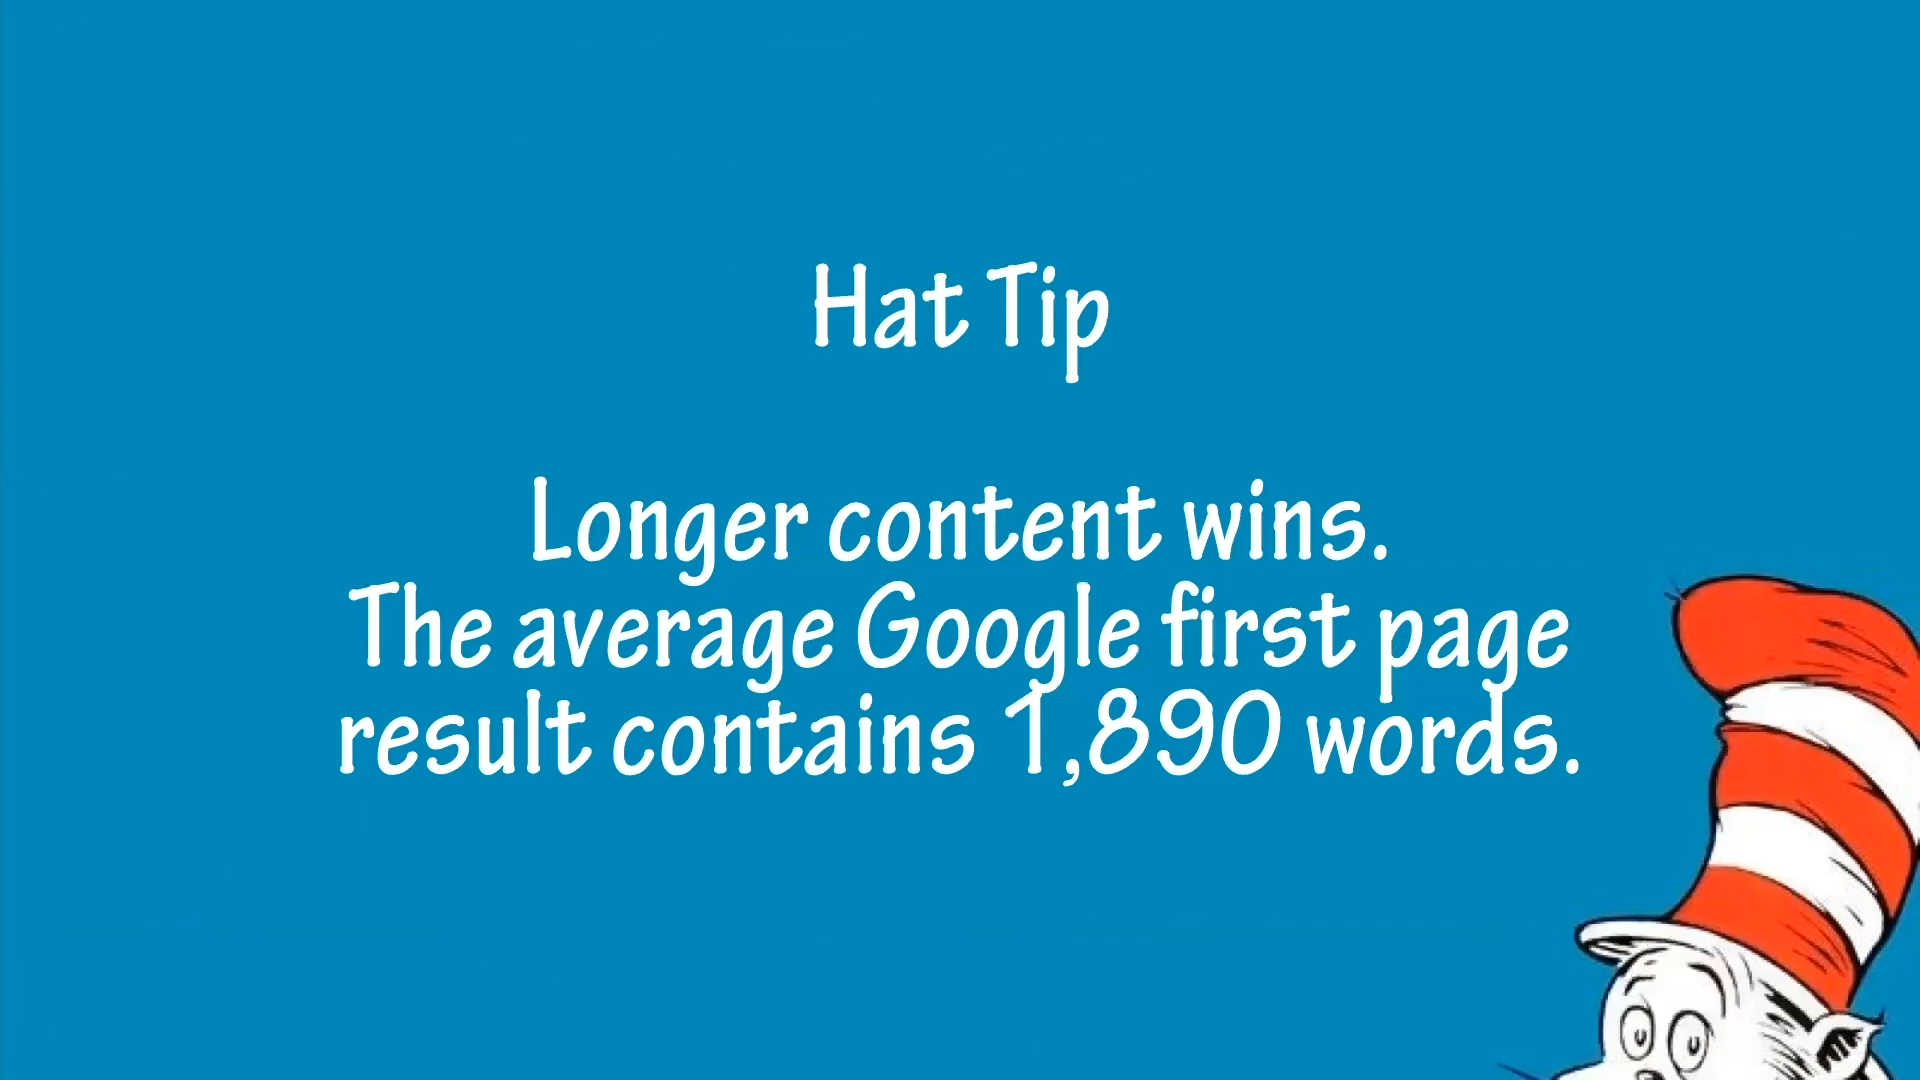 Hat Tip
Longer content wins.
The average Google first page
result contains 1,890 words.